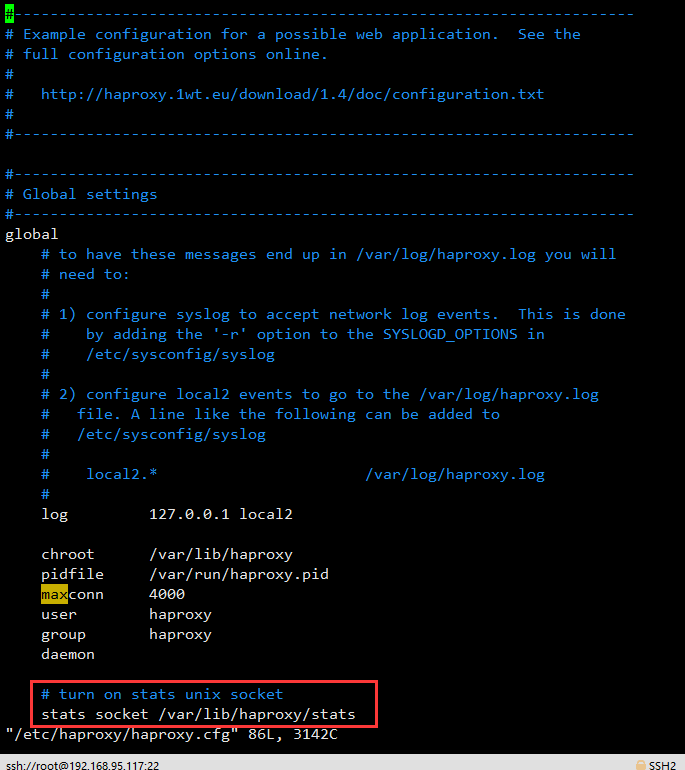 #---------------------------------------------------------------------
# Example configuration for a possible web application.  See the
# full configuration options online.
#
#   http://haproxy.1wt.eu/download/1.4/doc/configuration.txt
#
#---------------------------------------------------------------------

#---------------------------------------------------------------------
# Global settings
#---------------------------------------------------------------------
global
    # to have these messages end up in /var/log/haproxy.log you will
    # need to:
    #
    # 1) configure syslog to accept network log events.  This is done
    #    by adding the '-r' option to the SYSLOGD_OPTIONS in
    #    /etc/sysconfig/syslog
    #
    # 2) configure local2 events to go to the /var/log/haproxy.log
    #   file. A line like the following can be added to
    #   /etc/sysconfig/syslog
    #
    #    local2.*                       /var/log/haproxy.log
    #
    log         127.0.0.1 local2

    chroot      /var/lib/haproxy
    pidfile     /var/run/haproxy.pid
    maxconn     4000
    user        haproxy
    group       haproxy
    daemon

    # turn on stats unix socket
    stats socket /var/lib/haproxy/stats
"/etc/haproxy/haproxy.cfg" 86L, 3142C
ssh://root@192.168.95.117:22
SSH2